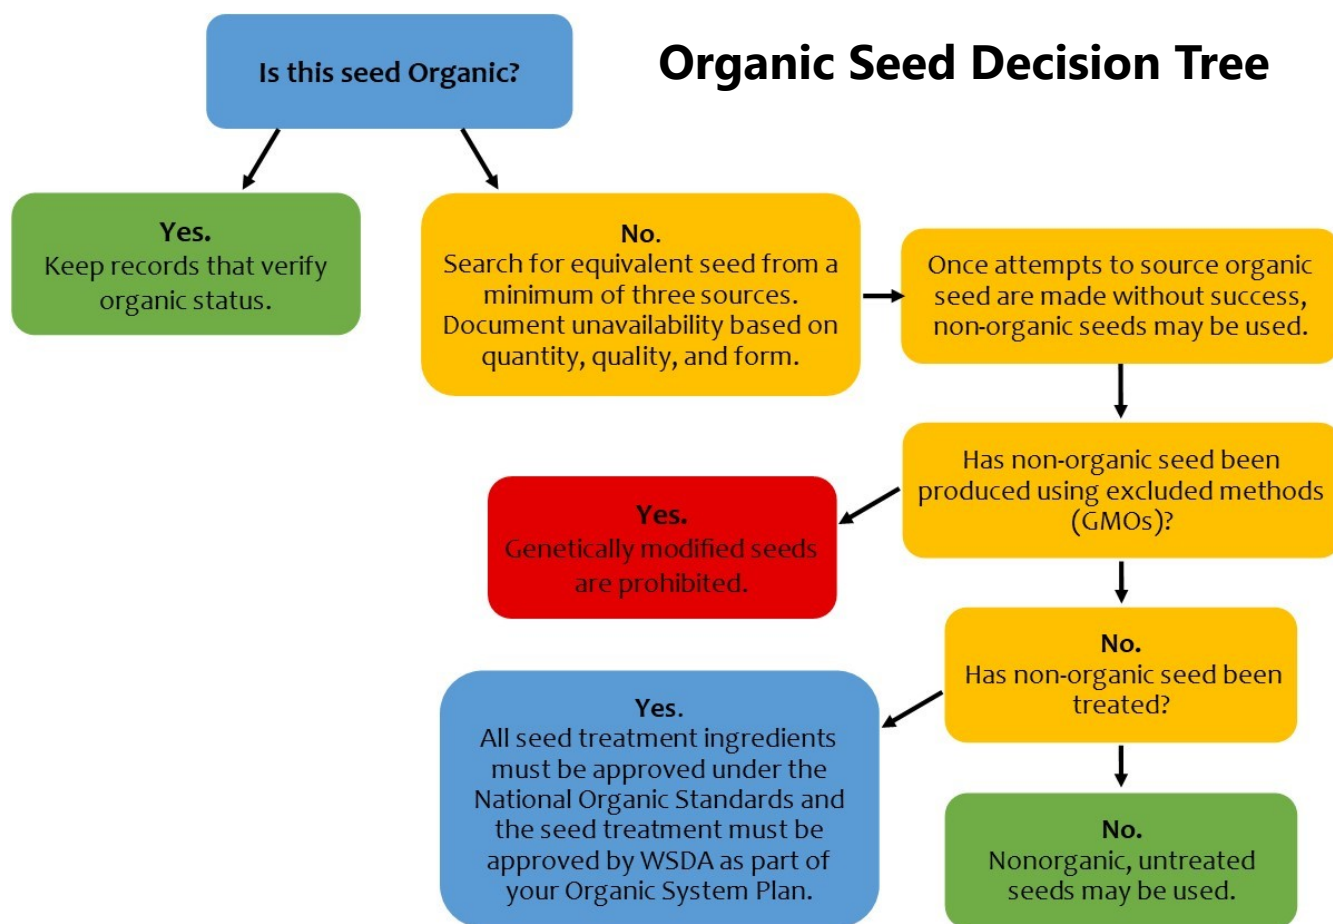 Organic Seed Decision Tree
Is this seed Organic?
Yes.
Keep records that verify
organic status.
No.
Search for equivalent seed from a
minimum of three sources.
Document unavailability based on
quantity, quality, and form.
Once attempts to source organic
seed are made without success,
non-organic seeds may be used.
Has non-organic seed been
produced using excluded methods
(GMOs)?
Yes.
Genetically modified seeds
are prohibited.
No.
Has non-organic seed been
treated?
Yes.
All seed treatment ingredients
must be approved under the
National Organic Standards and
the seed treatment must be
approved by WSDA as part of
your Organic System Plan.
No.
Nonorganic, untreated
seeds may be used.